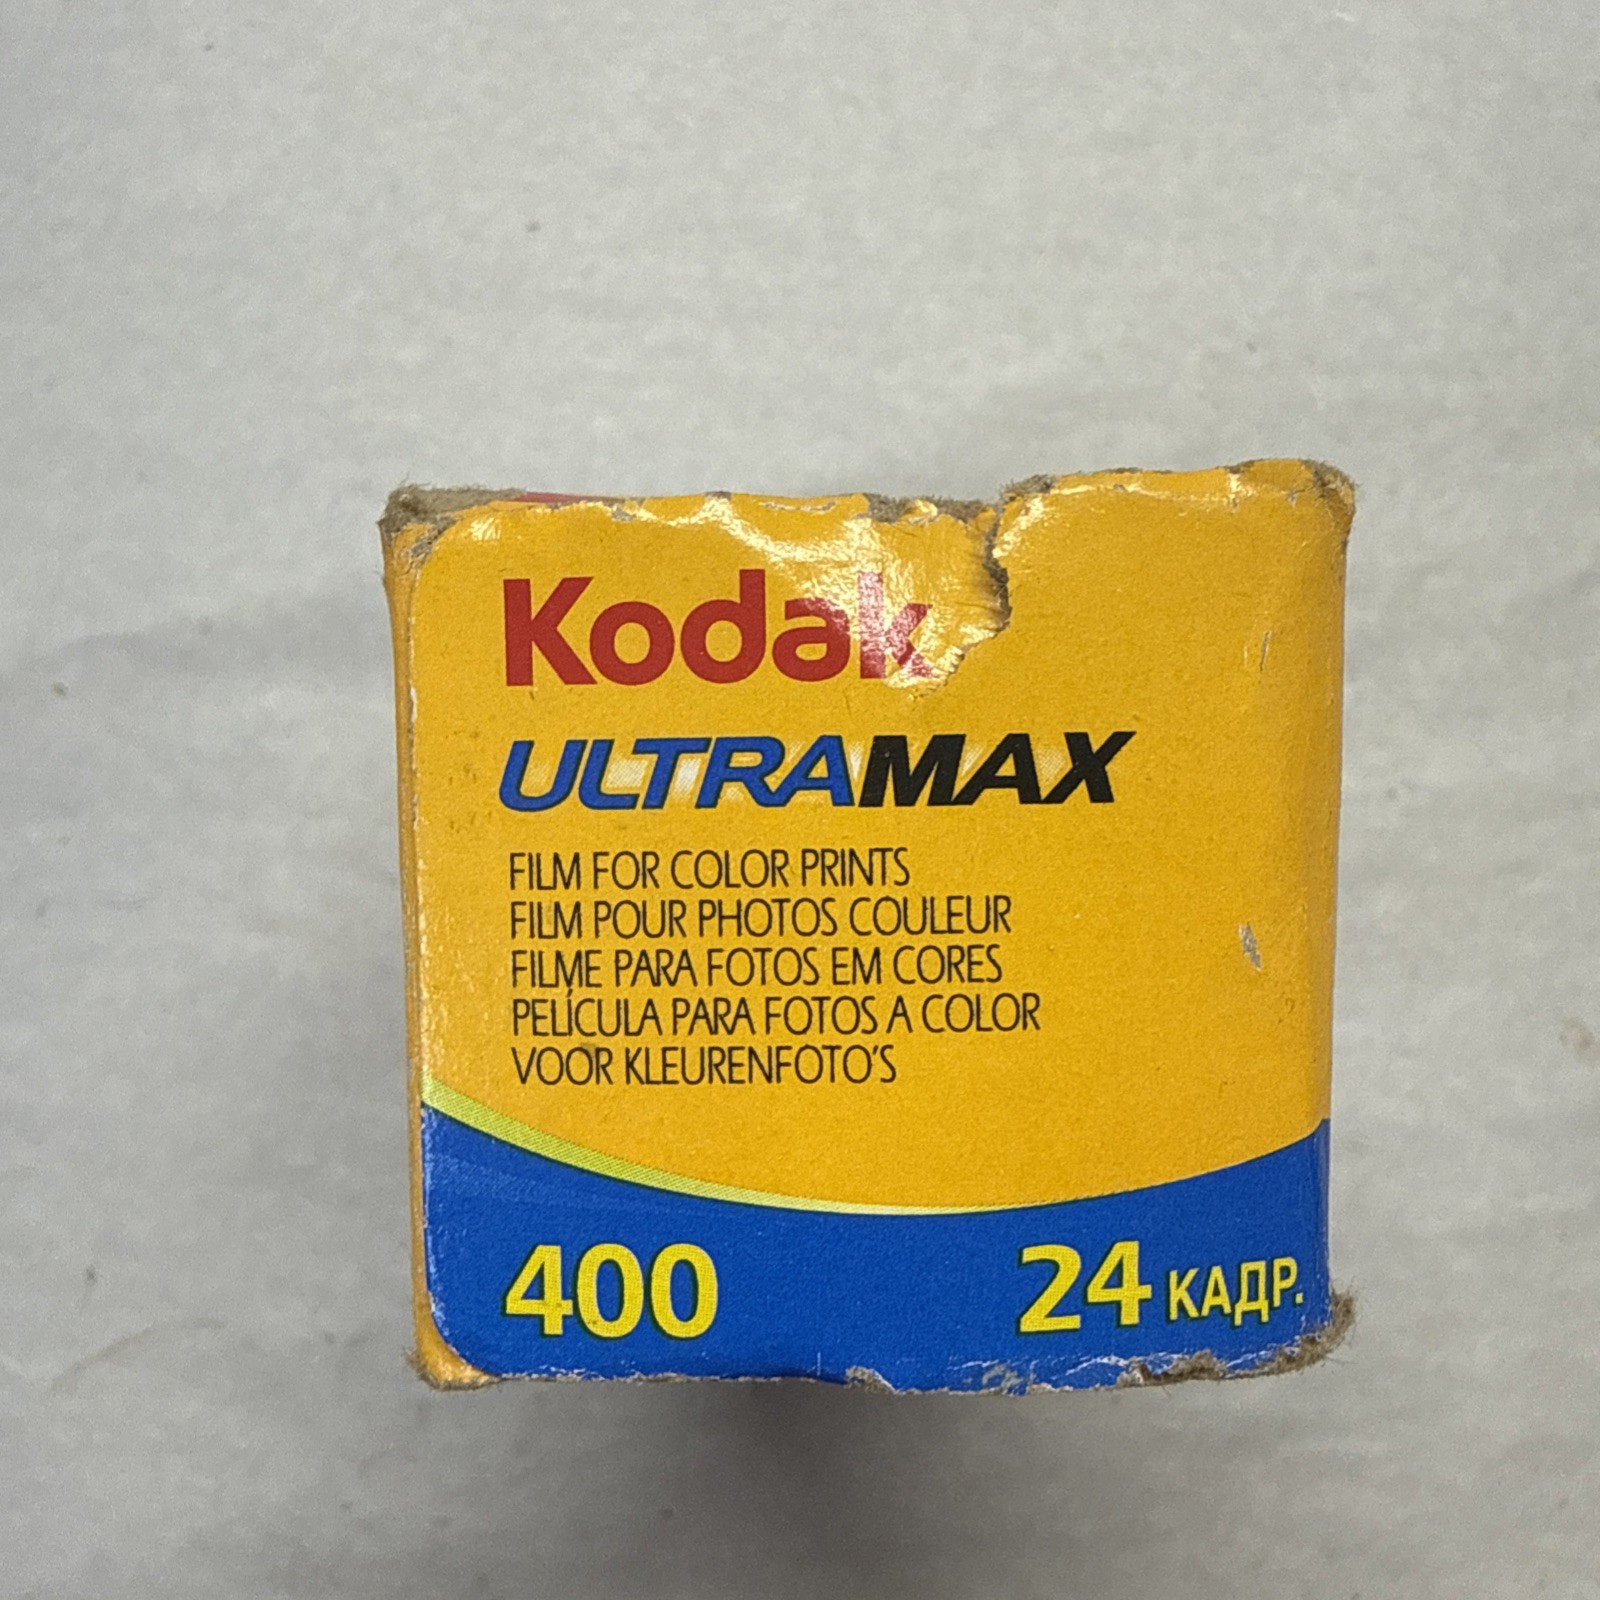 Kodak
ULTRAMAX
FILM FOR COLOR PRINTS
FILM POUR PHOTOS COULEUR
FILME PARA FOTOS EM CORES
PELÍCULA PARA FOTOS A COLOR
VOOR KLEURENFOTO'S
400 24 КАДР.